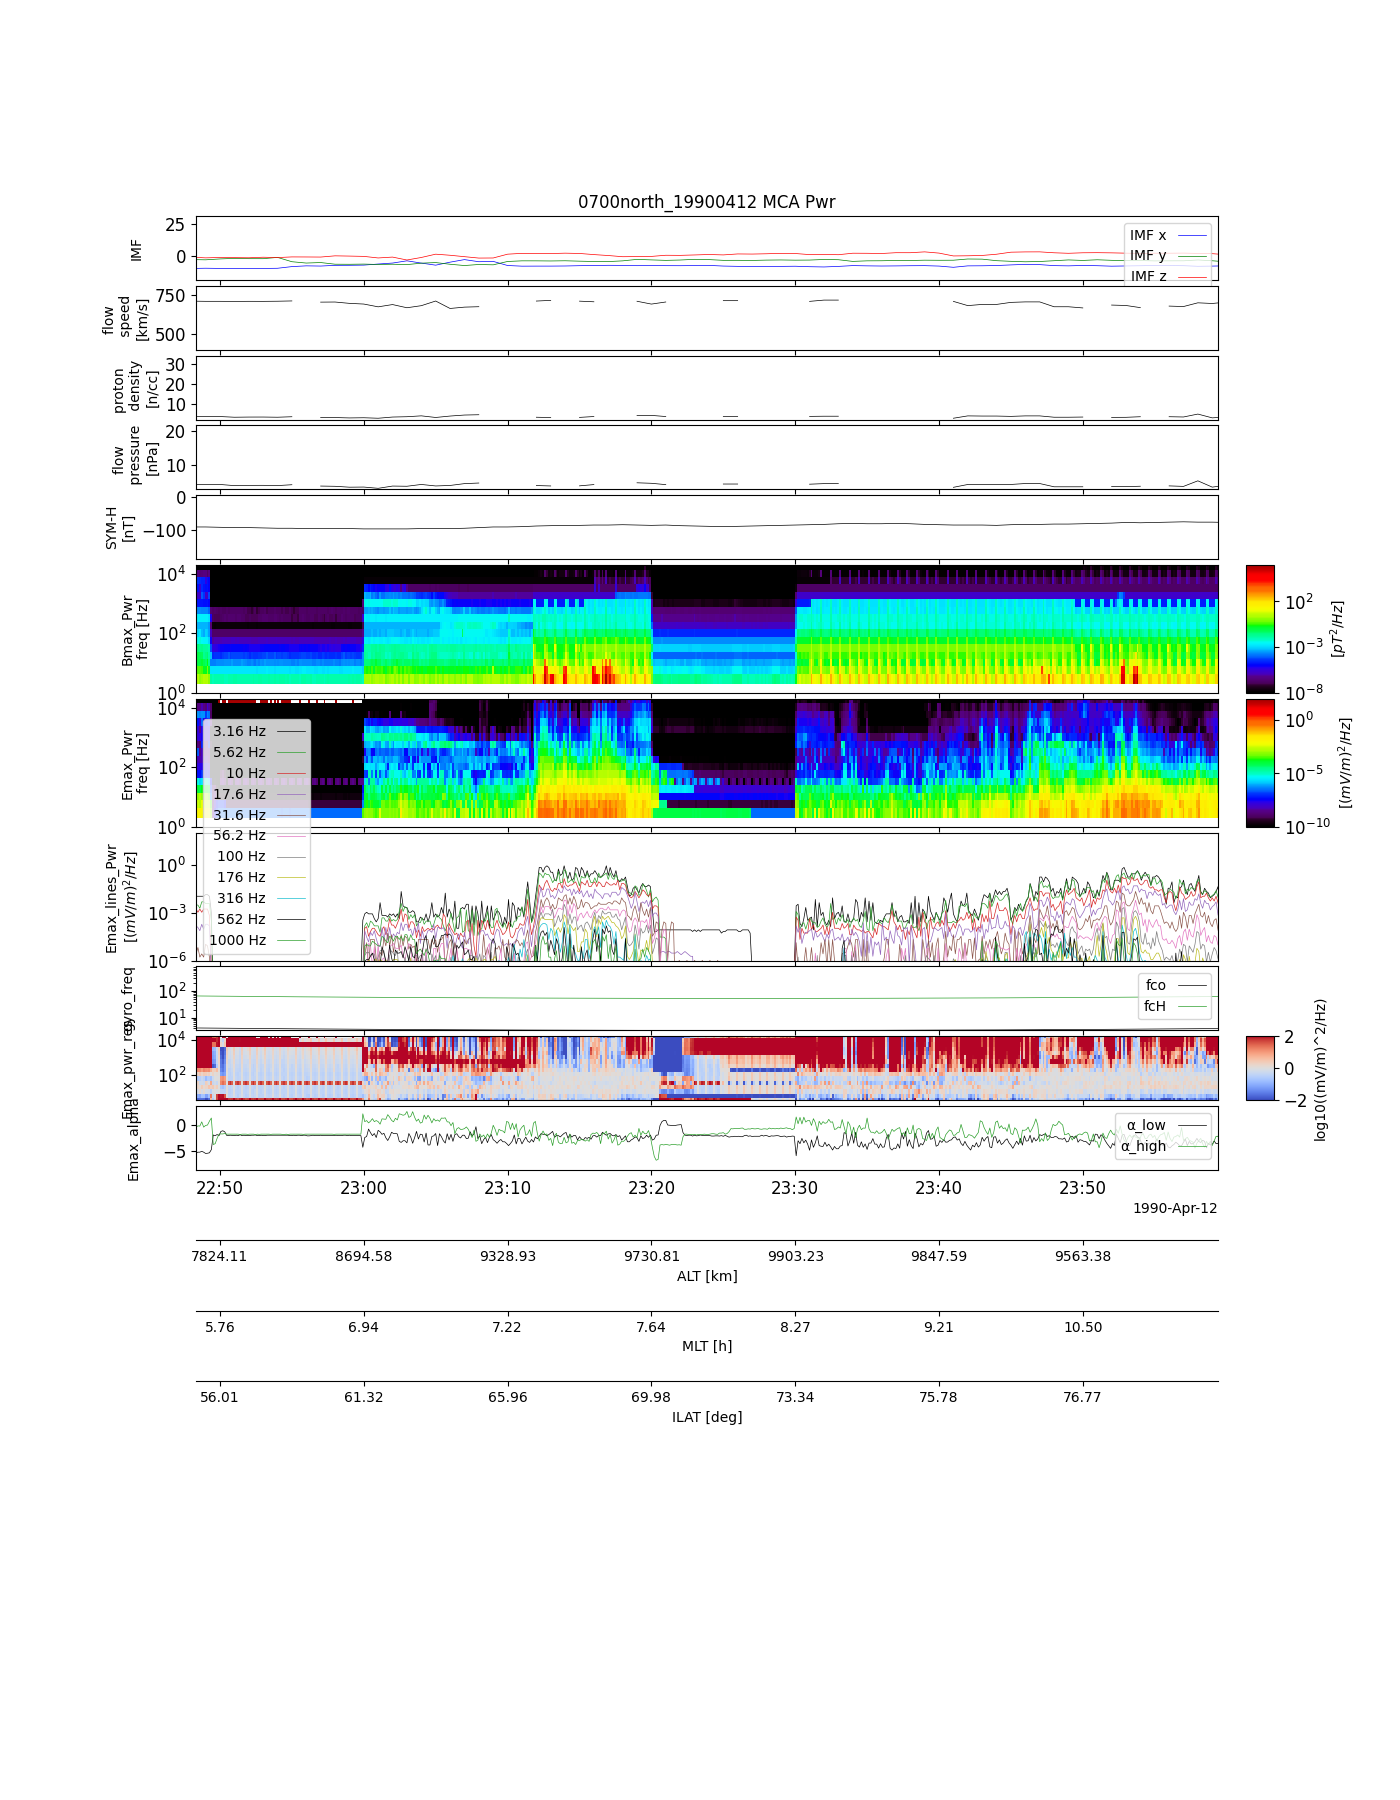 0700north_19900412 MCA Pwr
25
0
IMF
IMF x
IMF y
IMF z
750
500
flow
speed
[km/s]
30
20
10
proton
density
[n/cc]
20
10
flow
pressure
[nPa]
0
−100
SYM-H
[nT]
10^4
10^2
10^0
Bmax_Pwr
freq [Hz]
10^2
10^−3
10^−8
[pT^2/Hz]
10^4
10^2
10^0
Emax_Pwr
freq [Hz]
10^0
10^−5
10^−10
[(mV/m)^2/Hz]
3.16 Hz
5.62 Hz
10 Hz
17.6 Hz
31.6 Hz
56.2 Hz
100 Hz
176 Hz
316 Hz
562 Hz
1000 Hz
10^0
10^−3
10^−6
Emax_lines_Pwr
[(mV/m)^2/Hz]
10^2
10^1
gyro_freq
fco
fcH
10^4
10^2
Emax_pwr_res
2
0
−2
log10((mV/m)^2/Hz)
0
−5
Emax_alpha
α_low
α_high
22:50 23:00 23:10 23:20 23:30 23:40 23:50
1990-Apr-12
7824.11 8694.58 9328.93 9730.81 9903.23 9847.59 9563.38
ALT [km]
5.76 6.94 7.22 7.64 8.27 9.21 10.50
MLT [h]
56.01 61.32 65.96 69.98 73.34 75.78 76.77
ILAT [deg]